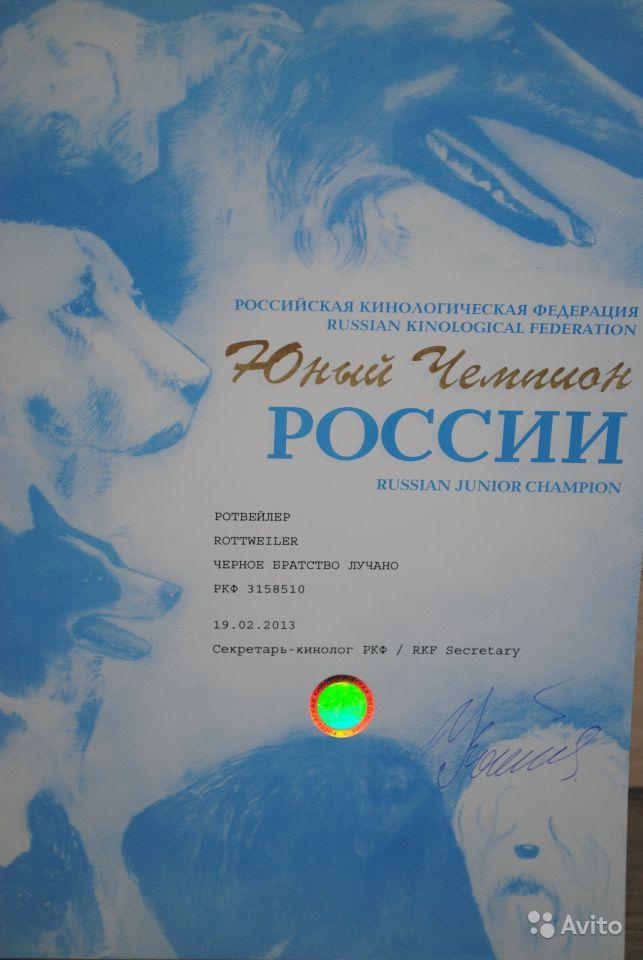 РОССИЙСКАЯ КИНОЛОГИЧЕСКАЯ ФЕДЕРАЦИЯ
RUSSIAN KINOLOGICAL FEDERATION
Юный Чемпион
РОССИИ
RUSSIAN JUNIOR CHAMPION
РОТВЕЙЛЕР
ROTTWEILER
ЧЕРНОЕ БРАТСТВО ЛУЧАНО
РКФ 3158510
19.02.2013
Секретарь-кинолог РКФ / RKF Secretary
Avito